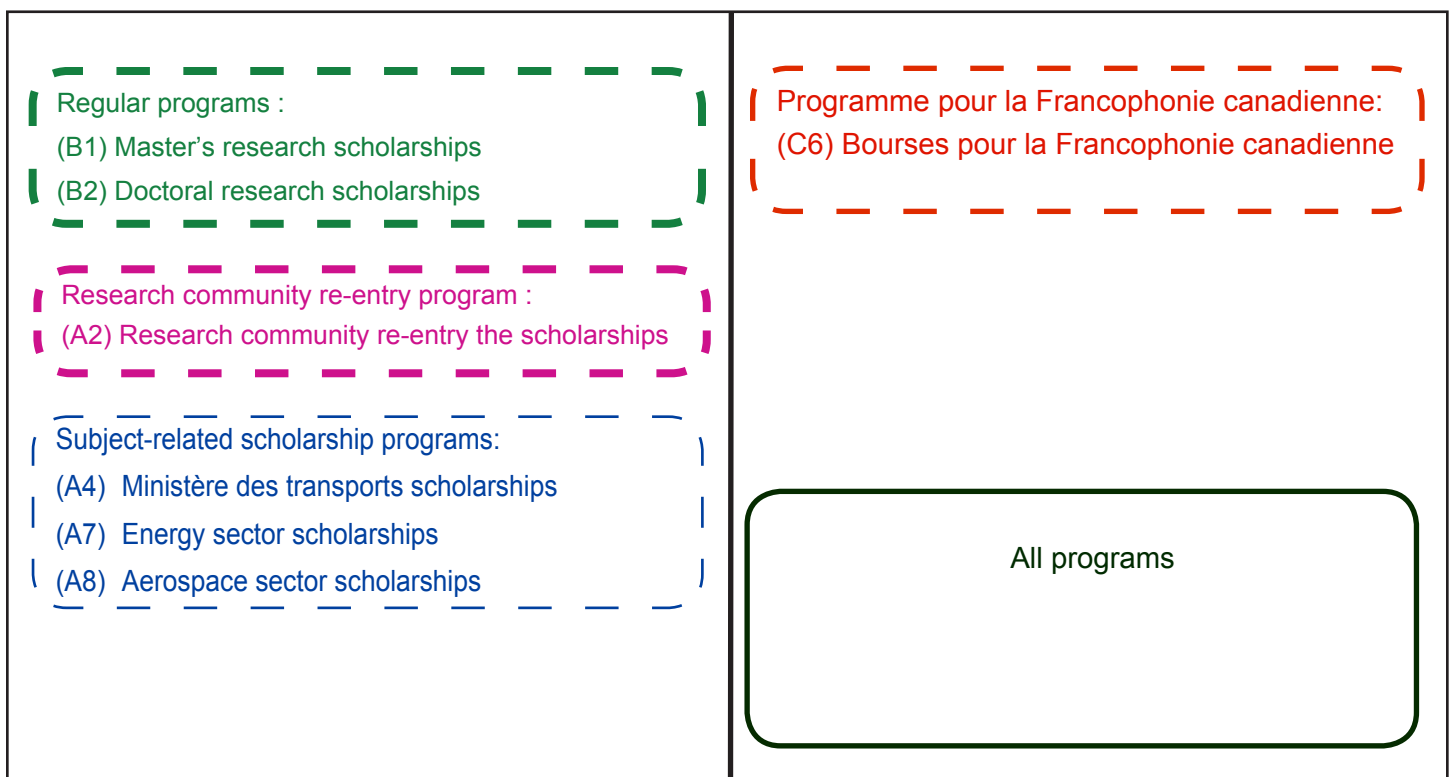 Regular programs :
(B1) Master’s research scholarships
(B2) Doctoral research scholarships
Research community re-entry program :
(A2) Research community re-entry the scholarships
Subject-related scholarship programs:
(A4) Ministère des transports scholarships
(A7) Energy sector scholarships
(A8) Aerospace sector scholarships
Programme pour la Francophonie canadienne:
(C6) Bourses pour la Francophonie canadienne
All programs